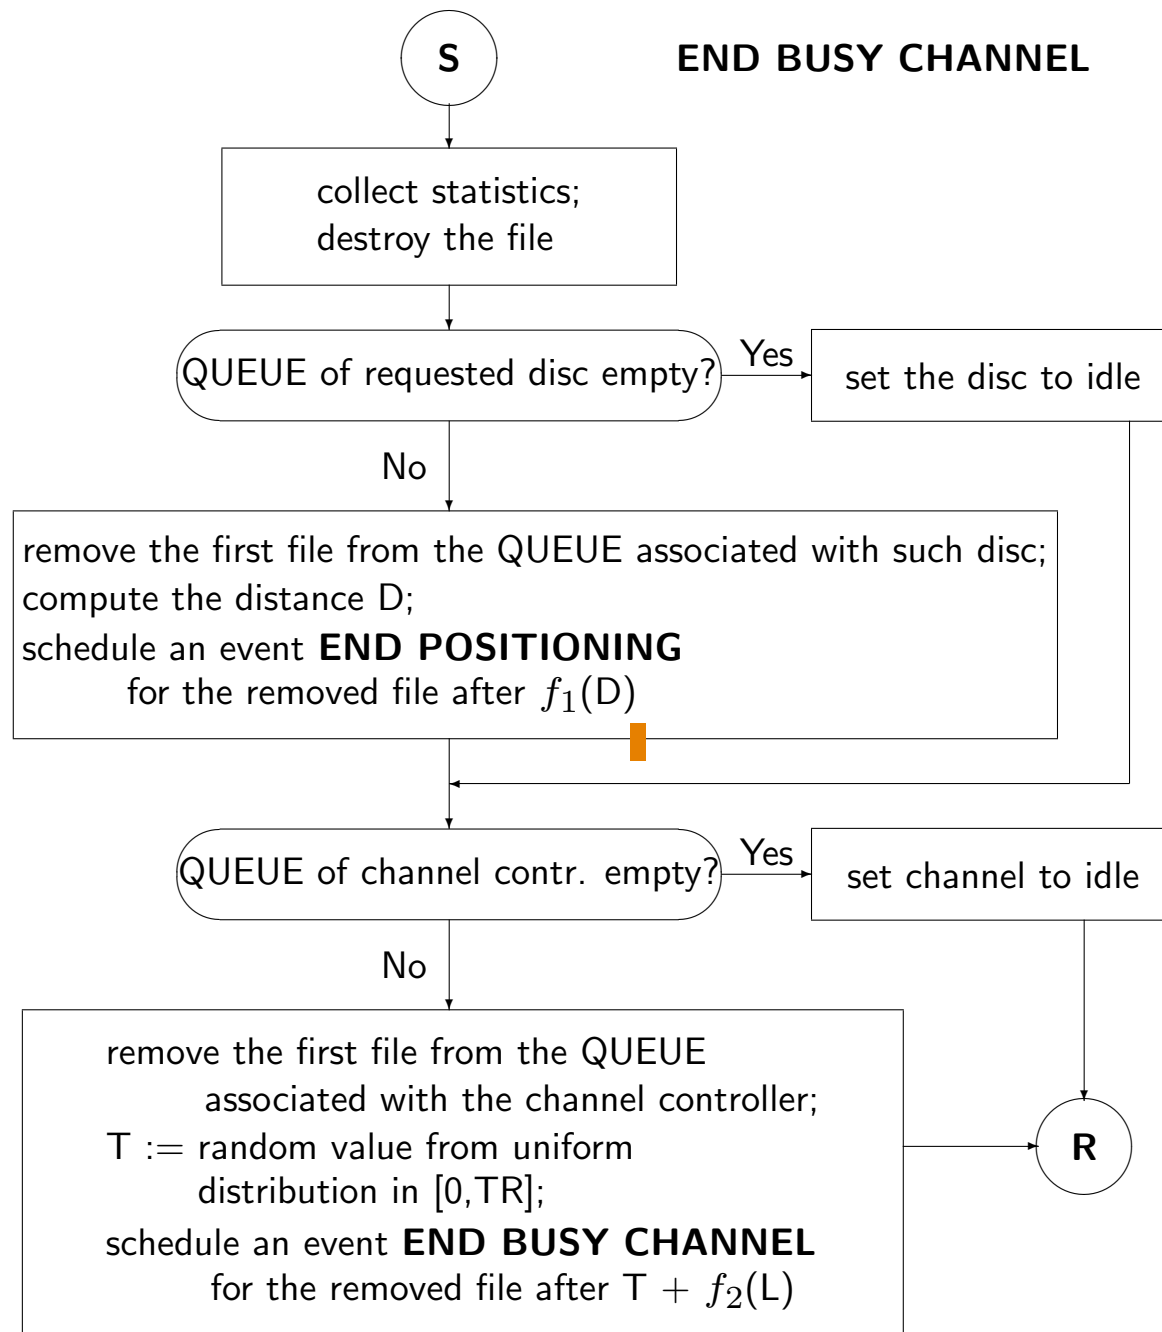 S
END BUSY CHANNEL
collect statistics;
destroy the file
QUEUE of requested disc empty?
Yes
set the disc to idle
No
remove the first file from the QUEUE associated with such disc;
compute the distance D;
schedule an event END POSITIONING
for the removed file after f₁(D)
QUEUE of channel contr. empty?
Yes
set channel to idle
No
remove the first file from the QUEUE
associated with the channel controller;
T := random value from uniform
distribution in [0,TR];
schedule an event END BUSY CHANNEL
for the removed file after T + f₂(L)
R